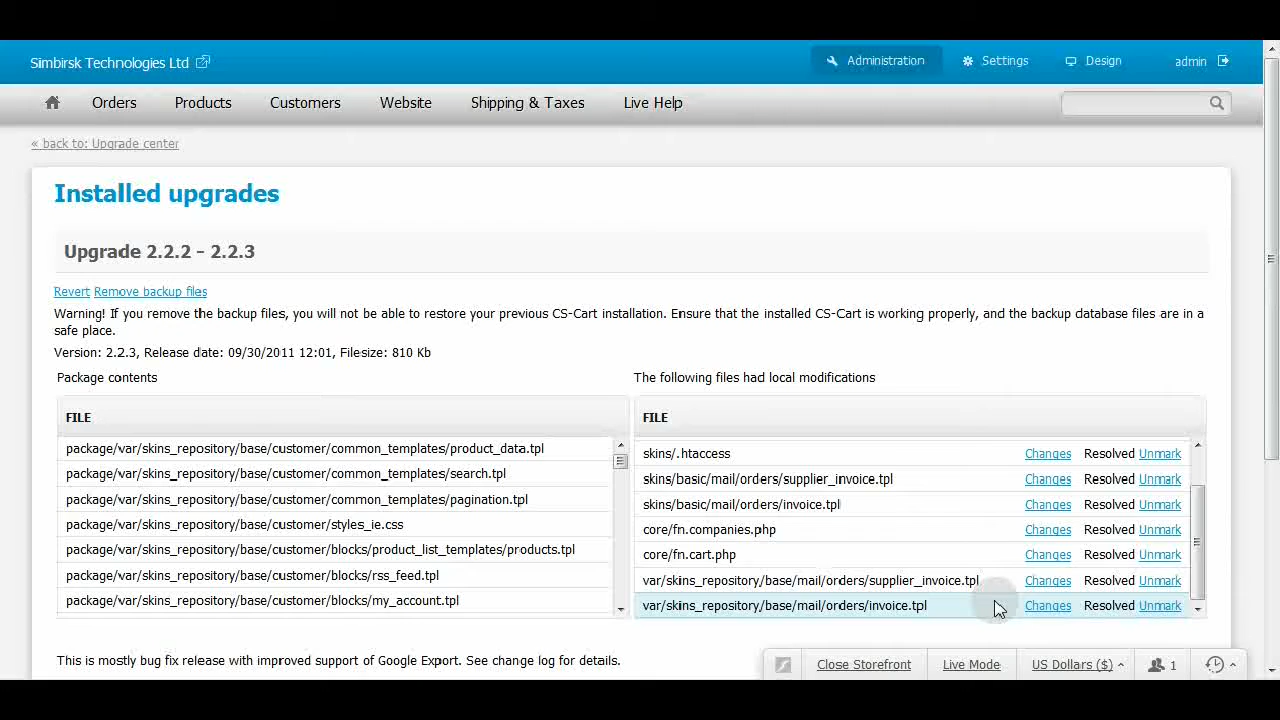 Simbirsk Technologies Ltd
Administration
Settings
Design
admin
Orders
Products
Customers
Website
Shipping & Taxes
Live Help
« back to: Upgrade center
Installed upgrades
Upgrade 2.2.2 - 2.2.3
Revert Remove backup files
Warning! If you remove the backup files, you will not be able to restore your previous CS-Cart installation. Ensure that the installed CS-Cart is working properly, and the backup database files are in a
safe place.
Version: 2.2.3, Release date: 09/30/2011 12:01, Filesize: 810 Kb
Package contents
FILE
package/var/skins_repository/base/customer/common_templates/product_data.tpl
package/var/skins_repository/base/customer/common_templates/search.tpl
package/var/skins_repository/base/customer/common_templates/pagination.tpl
package/var/skins_repository/base/customer/styles_ie.css
package/var/skins_repository/base/customer/blocks/product_list_templates/products.tpl
package/var/skins_repository/base/customer/blocks/rss_feed.tpl
package/var/skins_repository/base/customer/blocks/my_account.tpl
The following files had local modifications
FILE
skins/.htaccess Changes Resolved Unmark
skins/basic/mail/orders/supplier_invoice.tpl Changes Resolved Unmark
skins/basic/mail/orders/invoice.tpl Changes Resolved Unmark
core/fn.companies.php Changes Resolved Unmark
core/fn.cart.php Changes Resolved Unmark
var/skins_repository/base/mail/orders/supplier_invoice.tpl Changes Resolved Unmark
var/skins_repository/base/mail/orders/invoice.tpl Changes Resolved Unmark
This is mostly bug fix release with improved support of Google Export. See change log for details.
Close Storefront
Live Mode
US Dollars ($)
1